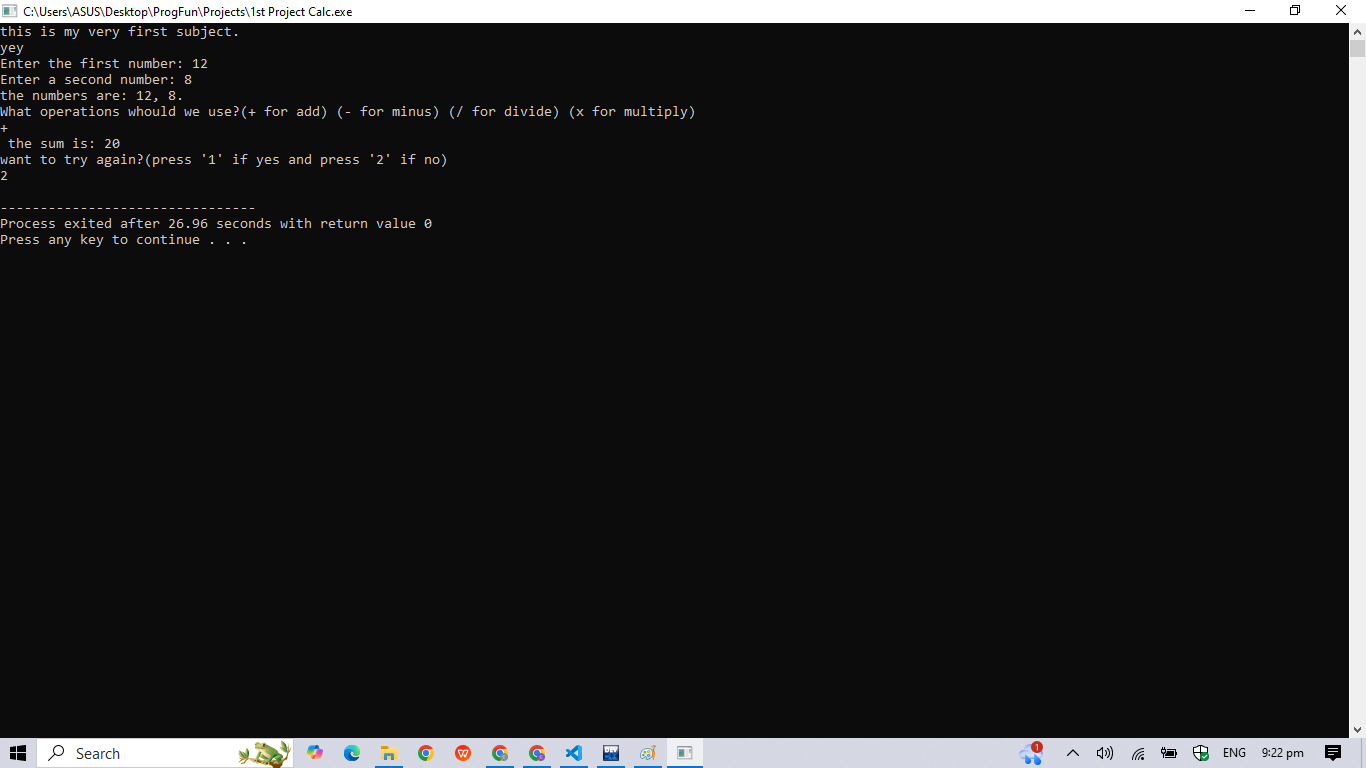 C:\Users\ASUS\Desktop\ProgFun\Projects\1st Project Calc.exe
this is my very first subject.
yey
Enter the first number: 12
Enter a second number: 8
the numbers are: 12, 8.
What operations whould we use?(+ for add) (- for minus) (/ for divide) (x for multiply)
+
the sum is: 20
want to try again?(press '1' if yes and press '2' if no)
2
--------------------------------
Process exited after 26.96 seconds with return value 0
Press any key to continue . . .
Search
DEV
1
ENG
9:22 pm